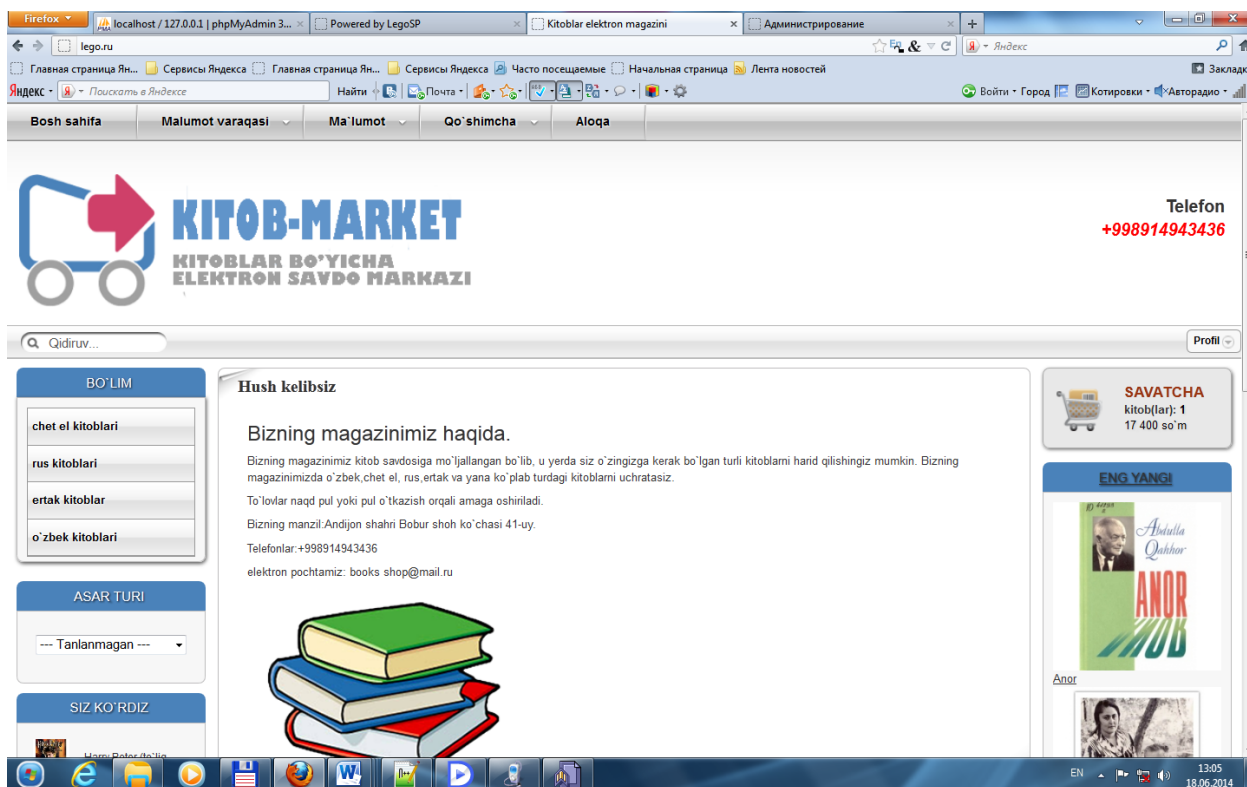 Firefox
localhost / 127.0.0.1 | phpMyAdmin 3...
Powered by LegoSP
Kitoblar elektron magazini
Администрирование
lego.ru
Яндекс
Главная страница Ян...
Сервисы Яндекса
Главная страница Ян...
Сервисы Яндекса
Часто посещаемые
Начальная страница
Лента новостей
Закладк
Яндекс
Поискать в Яндексе
Найти
Почта
Войти
Город
Котировки
Авторадио
Bosh sahifa
Malumot varaqasi
Ma`lumot
Qo`shimcha
Aloqa
KITOB-MARKET
KITOBLAR BO'YICHA
ELEKTRON SAVDO MARKAZI
Telefon
+998914943436
Qidiruv...
Profil
BO`LIM
chet el kitoblari
rus kitoblari
ertak kitoblar
o`zbek kitoblari
ASAR TURI
--- Tanlanmagan ---
SIZ KO`RDIZ
Harry Poter (to`liq
Hush kelibsiz
Bizning magazinimiz haqida.
Bizning magazinimiz kitob savdosiga mo`ljallangan bo`lib, u yerda siz o`zingizga kerak bo`lgan turli kitoblarni harid qilishingiz mumkin. Bizning
magazinimizda o`zbek,chet el, rus,ertak va yana ko`plab turdagi kitoblarni uchratasiz.
To`lovlar naqd pul yoki pul o`tkazish orqali amaga oshiriladi.
Bizning manzil:Andijon shahri Bobur shoh ko`chasi 41-uy.
Telefonlar:+998914943436
elektron pochtamiz: books shop@mail.ru
SAVATCHA
kitob(lar): 1
17 400 so`m
ENG YANGI
Abdulla
Qahhor
ANOR
Anor
EN
13:05
18.06.2014